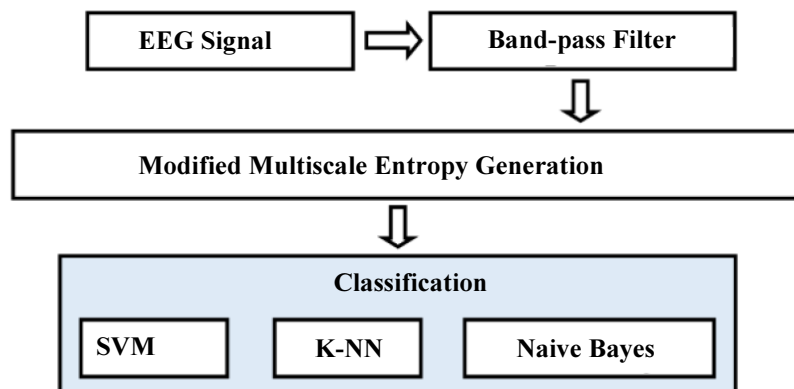 EEG Signal
Band-pass Filter
Modified Multiscale Entropy Generation
Classification
SVM
K-NN
Naive Bayes